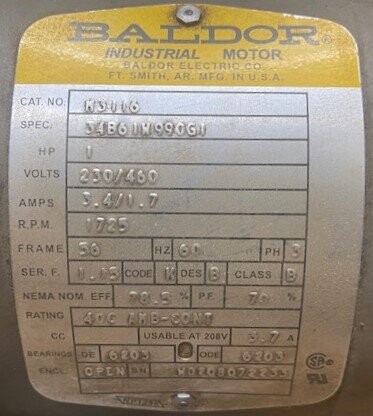 BALDOR®
INDUSTRIAL MOTOR
BALDOR ELECTRIC CO.
FT. SMITH, AR. MFG. IN U.S.A.
CAT. NO. M3116
SPEC. 34B61W990G1
HP 1
VOLTS 230/460
AMPS 3.4/1.7
R.P.M. 1725
FRAME 56 HZ 60 PH 3
SER. F. 1.15 CODE K DES B CLASS B
NEMA NOM. EFF 78.5 % P.F. 70 %
RATING 40C AMB-CONT
CC USABLE AT 208V 3.7 A
BEARINGS DE 6203 ODE 6203
ENCL. OPEN SN W0208072233